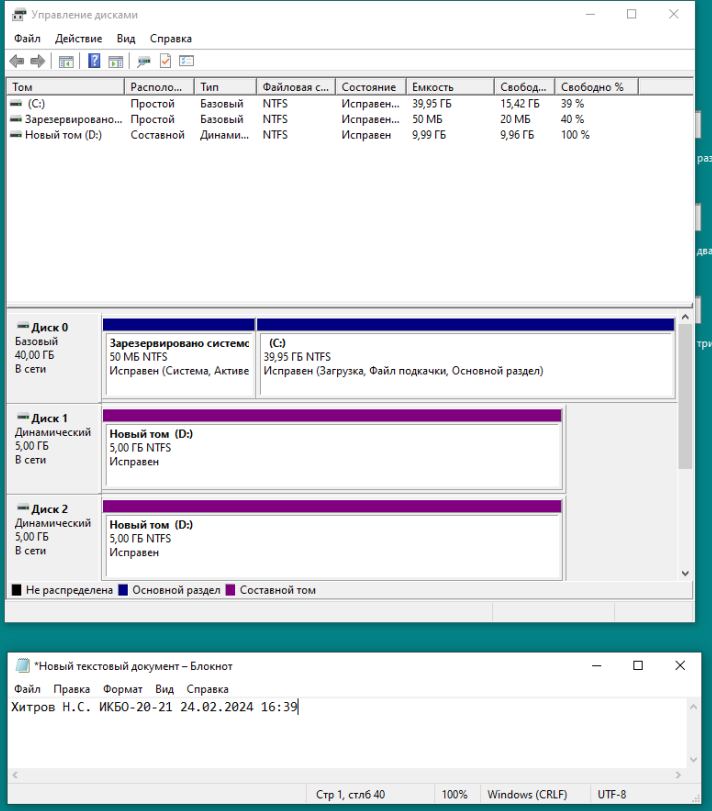 Управление дисками
Файл Действие Вид Справка
Том Располо... Тип Файловая с... Состояние Емкость Свобод... Свободно %
(C:) Простой Базовый NTFS Исправен... 39,95 ГБ 15,42 ГБ 39 %
Зарезервировано... Простой Базовый NTFS Исправен... 50 МБ 20 МБ 40 %
Новый том (D:) Составной Динами... NTFS Исправен 9,99 ГБ 9,96 ГБ 100 %
раз
два
три
Диск 0
Базовый
40,00 ГБ
В сети
Зарезервировано системо
50 МБ NTFS
Исправен (Система, Активе
(C:)
39,95 ГБ NTFS
Исправен (Загрузка, Файл подкачки, Основной раздел)
Диск 1
Динамический
5,00 ГБ
В сети
Новый том (D:)
5,00 ГБ NTFS
Исправен
Диск 2
Динамический
5,00 ГБ
В сети
Новый том (D:)
5,00 ГБ NTFS
Исправен
Не распределена Основной раздел Составной том
*Новый текстовый документ – Блокнот
Файл Правка Формат Вид Справка
Хитров Н.С. ИКБО-20-21 24.02.2024 16:39
Стр 1, стлб 40 100% Windows (CRLF) UTF-8